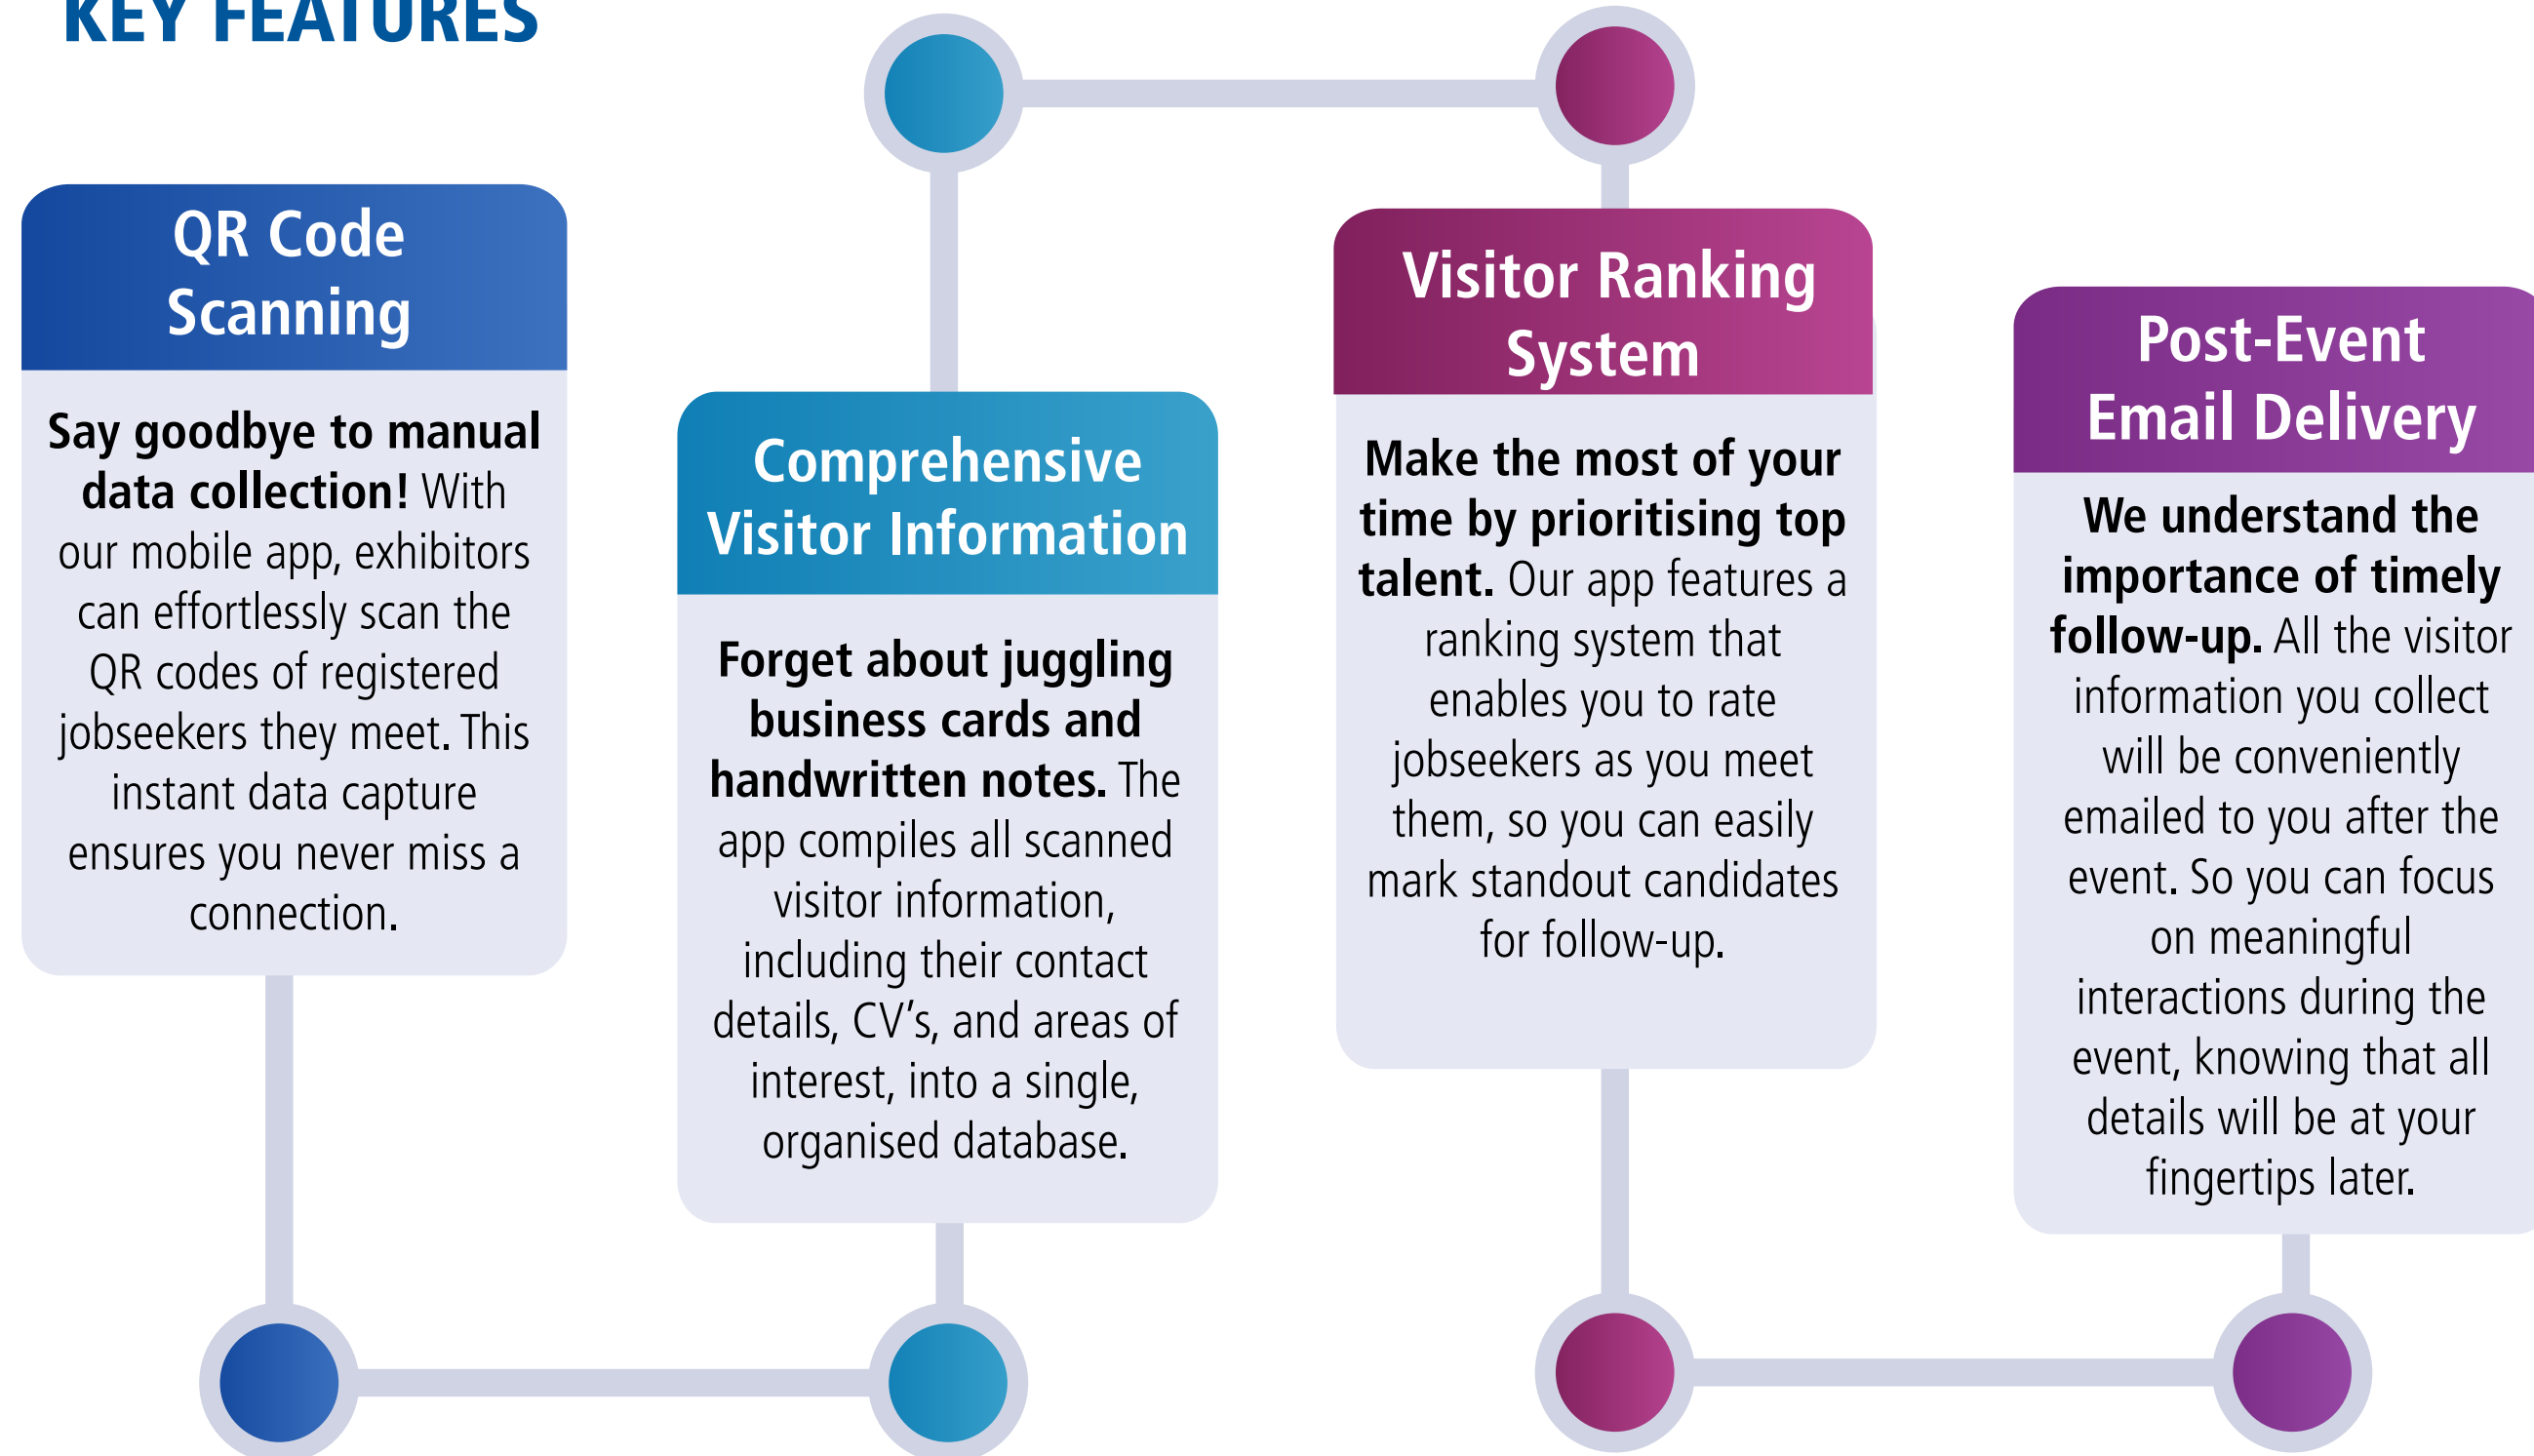 KEY FEATURES
QR Code
Scanning
Say goodbye to manual
data collection! With
our mobile app, exhibitors
can effortlessly scan the
QR codes of registered
jobseekers they meet. This
instant data capture
ensures you never miss a
connection.
Comprehensive
Visitor Information
Forget about juggling
business cards and
handwritten notes. The
app compiles all scanned
visitor information,
including their contact
details, CV’s, and areas of
interest, into a single,
organised database.
Visitor Ranking
System
Make the most of your
time by prioritising top
talent. Our app features a
ranking system that
enables you to rate
jobseekers as you meet
them, so you can easily
mark standout candidates
for follow-up.
Post-Event
Email Delivery
We understand the
importance of timely
follow-up. All the visitor
information you collect
will be conveniently
emailed to you after the
event. So you can focus
on meaningful
interactions during the
event, knowing that all
details will be at your
fingertips later.